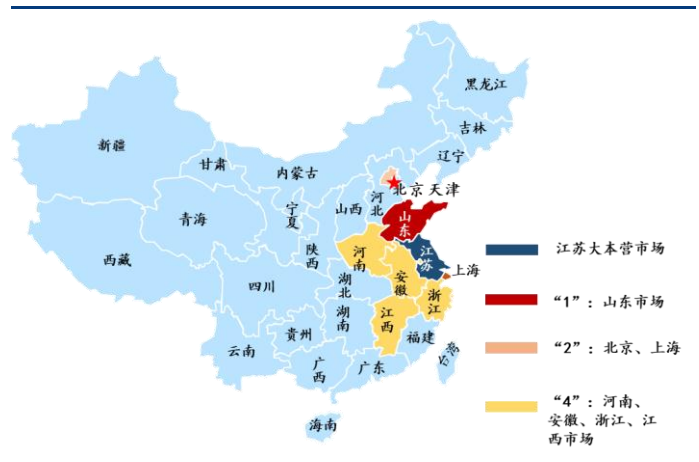 黑龙江
吉林
辽宁
新疆
甘肃
内蒙古
北京
天津
河北
山西
宁夏
青海
山东
陕西
西藏
河南
江苏
安徽
上海
四川
湖北
浙江
湖南
江西
贵州
福建
云南
台湾
广西
广东
海南
江苏大本营市场
“1”：山东市场
“2”：北京、上海
“4”：河南、
安徽、浙江、江
西市场